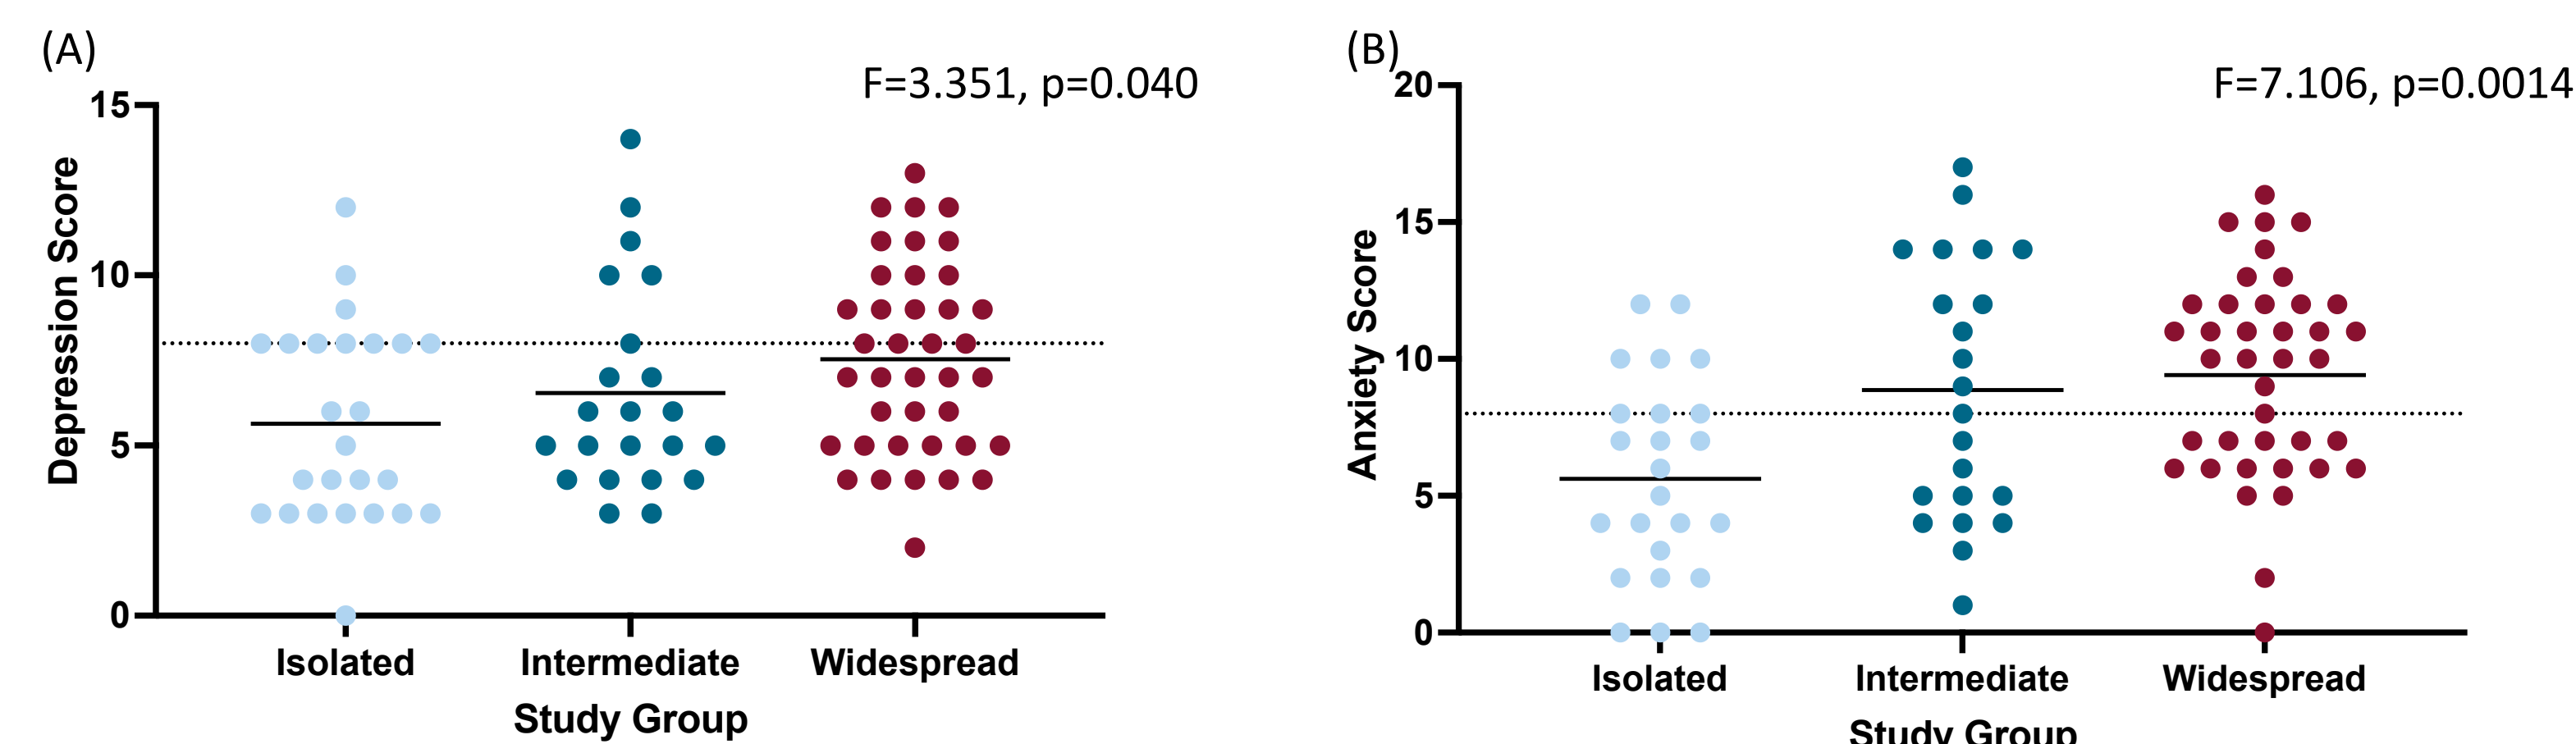 (A)
F=3.351, p=0.040
Depression Score
15
10
5
0
Isolated
Intermediate
Widespread
Study Group
(B)
F=7.106, p=0.0014
Anxiety Score
20
15
10
5
0
Isolated
Intermediate
Widespread
Study Group